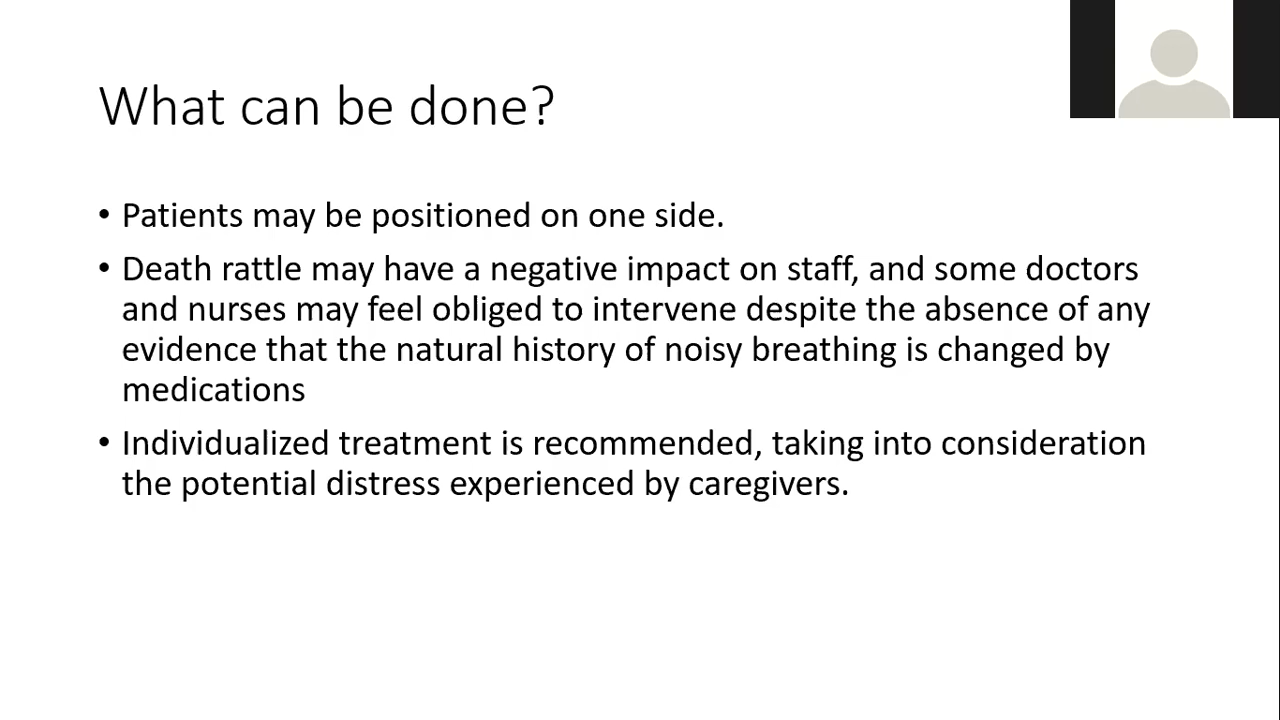 What can be done?
• Patients may be positioned on one side.
• Death rattle may have a negative impact on staff, and some doctors
and nurses may feel obliged to intervene despite the absence of any
evidence that the natural history of noisy breathing is changed by
medications
• Individualized treatment is recommended, taking into consideration
the potential distress experienced by caregivers.